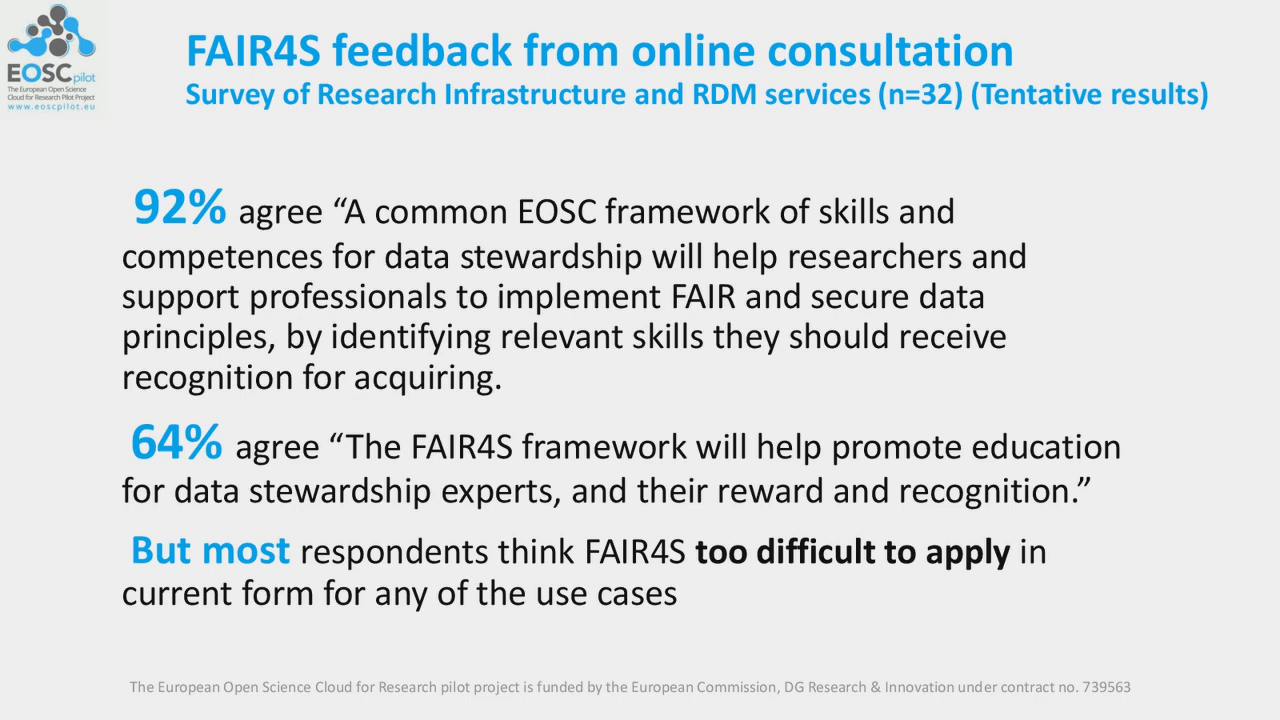 EOSCpilot
The European Open Science
Cloud for Research Pilot Project
www.eoscpilot.eu
FAIR4S feedback from online consultation
Survey of Research Infrastructure and RDM services (n=32) (Tentative results)
92% agree “A common EOSC framework of skills and
competences for data stewardship will help researchers and
support professionals to implement FAIR and secure data
principles, by identifying relevant skills they should receive
recognition for acquiring.
64% agree “The FAIR4S framework will help promote education
for data stewardship experts, and their reward and recognition.”
But most respondents think FAIR4S too difficult to apply in
current form for any of the use cases
The European Open Science Cloud for Research pilot project is funded by the European Commission, DG Research & Innovation under contract no. 739563